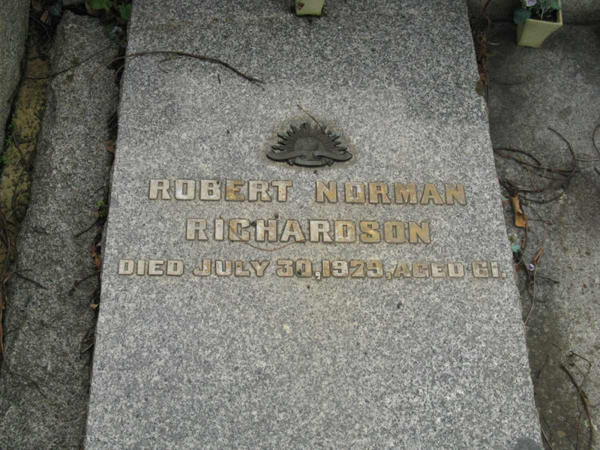 ROBERT NORMAN
RICHARDSON
DIED JULY 30, 1929, AGED 61.